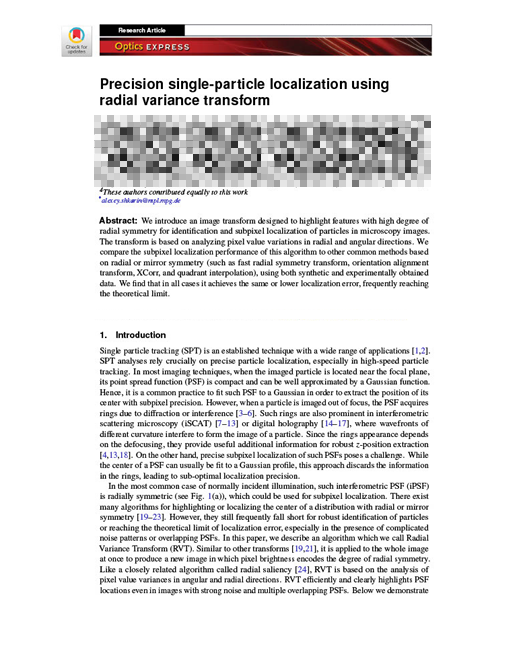 Check for
updates
Research Article
Optics EXPRESS
Precision single-particle localization using
radial variance transform
4These authors contributed equally to this work
*alexey.shkarin@mpl.mpg.de
Abstract: We introduce an image transform designed to highlight features with high degree of
radial symmetry for identification and subpixel localization of particles in microscopy images.
The transform is based on analyzing pixel value variations in radial and angular directions. We
compare the subpixel localization performance of this algorithm to other common methods based
on radial or mirror symmetry (such as fast radial symmetry transform, orientation alignment
transform, XCorr, and quadrant interpolation), using both synthetic and experimentally obtained
data. We find that in all cases it achieves the same or lower localization error, frequently reaching
the theoretical limit.
1. Introduction
Single particle tracking (SPT) is an established technique with a wide range of applications [1,2].
SPT analyses rely crucially on precise particle localization, especially in high-speed particle
tracking. In most imaging techniques, when the imaged particle is located near the focal plane,
its point spread function (PSF) is compact and can be well approximated by a Gaussian function.
Hence, it is a common practice to fit such PSF to a Gaussian in order to extract the position of its
center with subpixel precision. However, when a particle is imaged out of focus, the PSF acquires
rings due to diffraction or interference [3–6]. Such rings are also prominent in interferometric
scattering microscopy (iSCAT) [7–13] or digital holography [14–17], where wavefronts of
different curvature interfere to form the image of a particle. Since the rings appearance depends
on the defocusing, they provide useful additional information for robust z-position extraction
[4,13,18]. On the other hand, precise subpixel localization of such PSFs poses a challenge. While
the center of a PSF can usually be fit to a Gaussian profile, this approach discards the information
in the rings, leading to sub-optimal localization precision.
In the most common case of normally incident illumination, such interferometric PSF (iPSF)
is radially symmetric (see Fig. 1(a)), which could be used for subpixel localization. There exist
many algorithms for highlighting or localizing the center of a distribution with radial or mirror
symmetry [19–23]. However, they still frequently fall short for robust identification of particles
or reaching the theoretical limit of localization error, especially in the presence of complicated
noise patterns or overlapping PSFs. In this paper, we describe an algorithm which we call Radial
Variance Transform (RVT). Similar to other transforms [19,21], it is applied to the whole image
at once to produce a new image in which pixel brightness encodes the degree of radial symmetry.
Like a closely related algorithm called radial saliency [24], RVT is based on the analysis of
pixel value variances in angular and radial directions. RVT efficiently and clearly highlights PSF
locations even in images with strong noise and multiple overlapping PSFs. Below we demonstrate